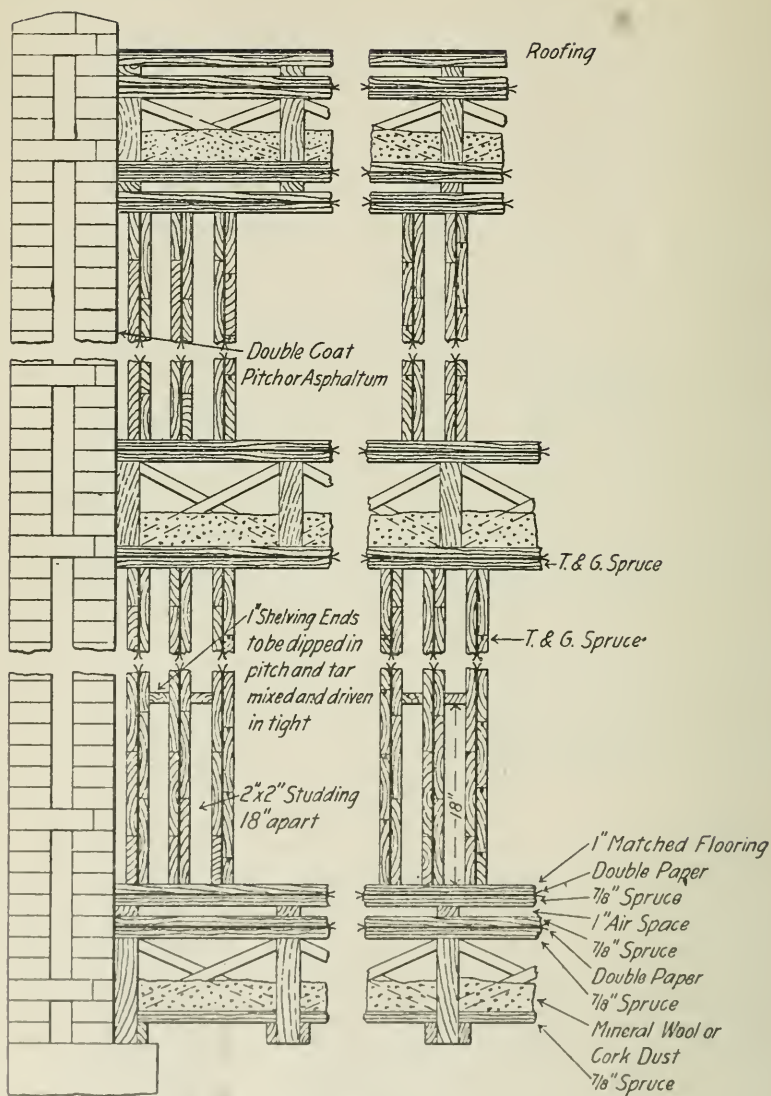 Roofing
Double Coat
Pitch or Asphaltum
T. & G. Spruce
1" Shelving Ends
to be dipped in
pitch and tar
mixed and driven
in tight
T. & G. Spruce
2"x2" Studding
18" apart
18"
1" Matched Flooring
Double Paper
7/8" Spruce
1" Air Space
7/8" Spruce
Double Paper
7/8" Spruce
Mineral Wool or
Cork Dust
7/8" Spruce